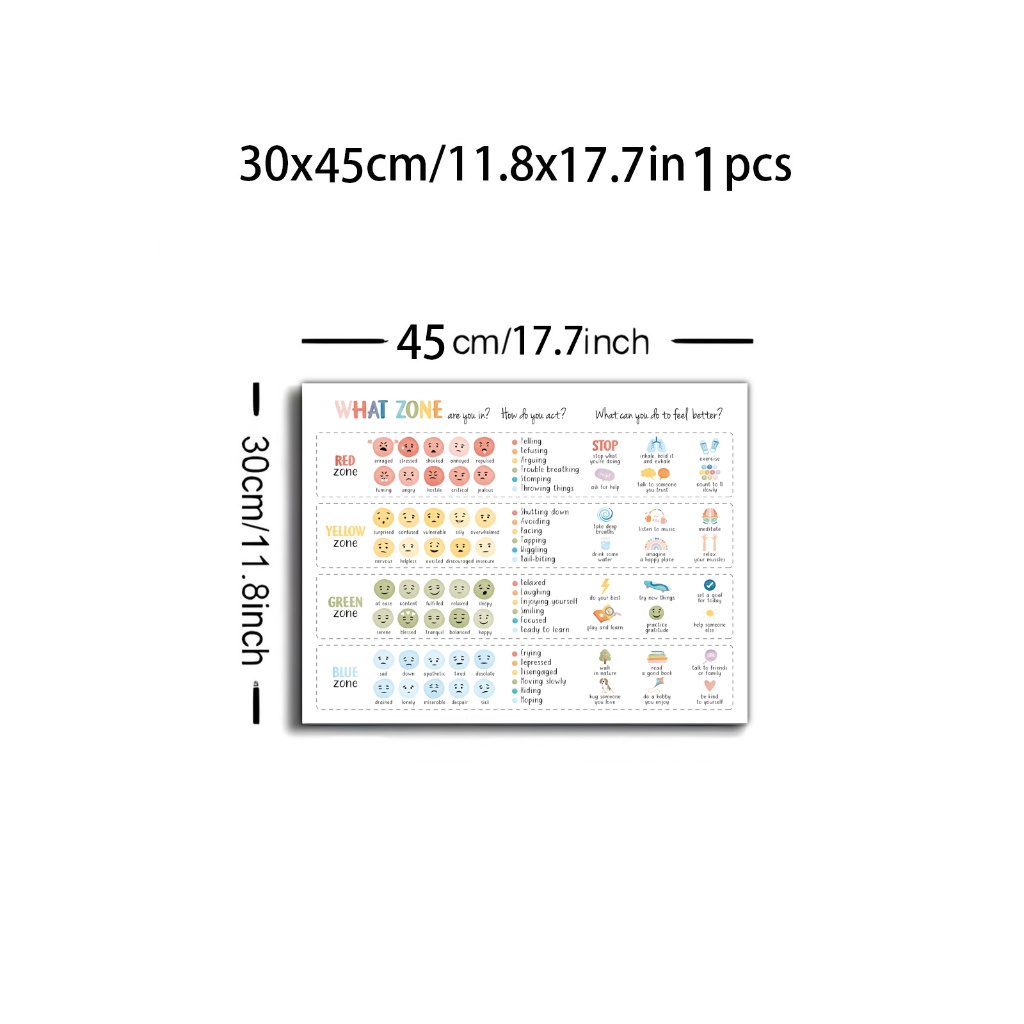 30x45cm/11.8x17.7in 1pcs
45 cm/17.7inch
30cm/11.8inch
WHAT ZONE are you in? How do you act? What can you do to feel better?
RED zone
enraged stressed shocked annoyed repulsed
fuming angry hostile critical jealous
Yelling
Refusing
Arguing
Trouble breathing
Stomping
Throwing things
STOP
stop what you're doing
inhale, hold it and exhale
exercise
ask for help
talk to someone you trust
count to 8 slowly
YELLOW zone
surprised confused vulnerable silly overwhelmed
nervous helpless excited discouraged insecure
Shutting down
Avoiding
Pacing
Tapping
Wiggling
Nail-biting
take deep breaths
listen to music
meditate
drink some water
imagine a happy place
relax your muscles
GREEN zone
at ease content fulfilled relaxed sleepy
serene blessed tranquil balanced happy
Relaxed
Laughing
Enjoying yourself
Smiling
Focused
Ready to learn
do your best
try new things
set a goal for today
play and learn
practice gratitude
help someone else
BLUE zone
sad down apathetic tired desolate
drained lonely miserable despair sick
Crying
Depressed
Disengaged
Moving slowly
Hiding
Moping
walk in nature
read a good book
talk to friends or family
hug someone you love
do a hobby you enjoy
be kind to yourself